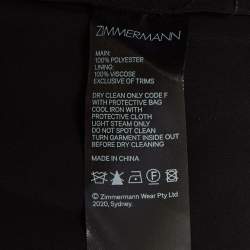 ZIMMERMANN
MAIN:
100% POLYESTER
LINING:
100% VISCOSE
EXCLUSIVE OF TRIMS
DRY CLEAN ONLY CODE F
WITH PROTECTIVE BAG
COOL IRON WITH
PROTECTIVE CLOTH
LIGHT STEAM ONLY
DO NOT SPOT CLEAN
TURN GARMENT INSIDE OUT
BEFORE DRY CLEANING
MADE IN CHINA
© Zimmermann Wear Pty Ltd.
2020, Sydney.